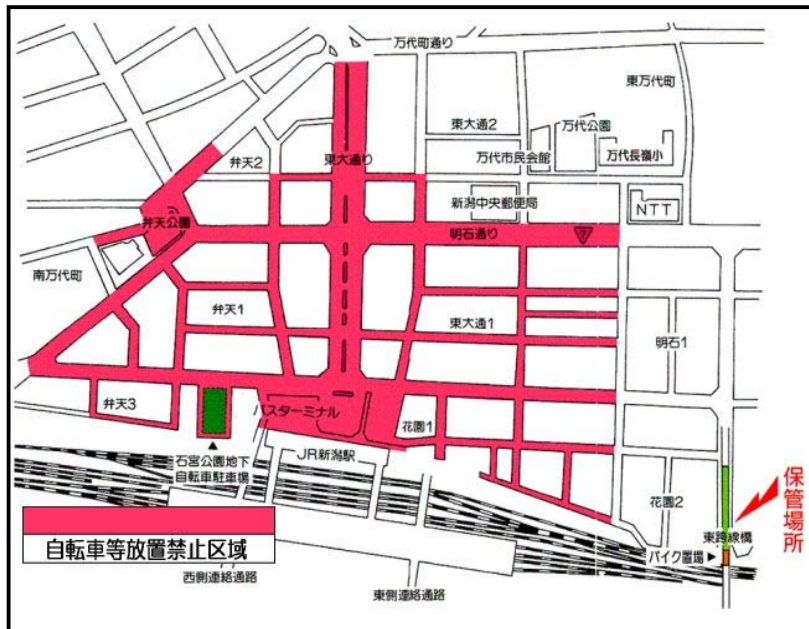 万代町通り
東万代町
東大通2
万代公園
弁天2
東大通り
万代市民会館
万代長嶺小
弁天公園
新潟中央郵便局
NTT
明石通り
南万代町
弁天1
東大通1
明石1
弁天3
バスターミナル
花園1
石宮公園地下
自転車駐車場
JR新潟駅
花園2
保管場所
東跨線橋
バイク置場
自転車等放置禁止区域
西側連絡通路
東側連絡通路